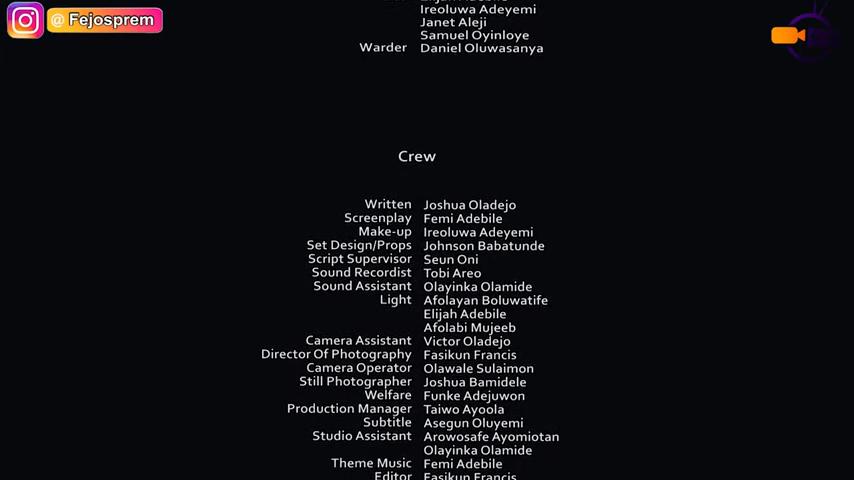 @ Fejosprem
Ireoluwa Adeyemi
Janet Aleji
Samuel Oyinloye
Warder Daniel Oluwasanya
Crew
Written Joshua Oladejo
Screenplay Femi Adebile
Make-up Ireoluwa Adeyemi
Set Design/Props Johnson Babatunde
Script Supervisor Seun Oni
Sound Recordist Tobi Areo
Sound Assistant Olayinka Olamide
Light Afolayan Boluwatife
Elijah Adebile
Afolabi Mujeeb
Camera Assistant Victor Oladejo
Director Of Photography Fasikun Francis
Camera Operator Olawale Sulaimon
Still Photographer Joshua Bamidele
Welfare Funke Adejuwon
Production Manager Taiwo Ayoola
Subtitle Asegun Oluyemi
Studio Assistant Arowosafe Ayomiotan
Olayinka Olamide
Theme Music Femi Adebile
Editor Fasikun Francis